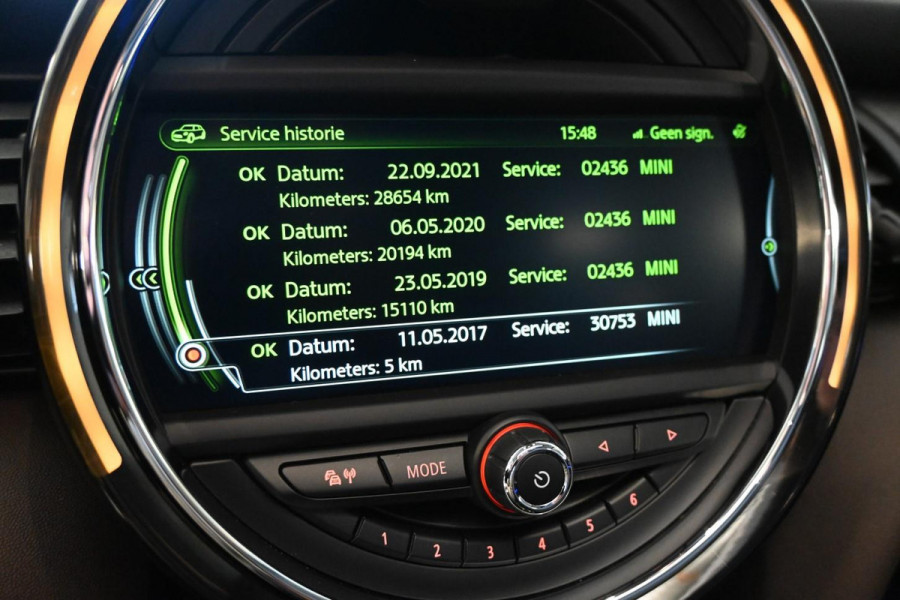 Service historie 15:48 Geen sign.
OK Datum: 22.09.2021 Service: 02436 MINI
Kilometers: 28654 km
OK Datum: 06.05.2020 Service: 02436 MINI
Kilometers: 20194 km
OK Datum: 23.05.2019 Service: 02436 MINI
Kilometers: 15110 km
OK Datum: 11.05.2017 Service: 30753 MINI
Kilometers: 5 km
MODE
1 2 3 4 5 6